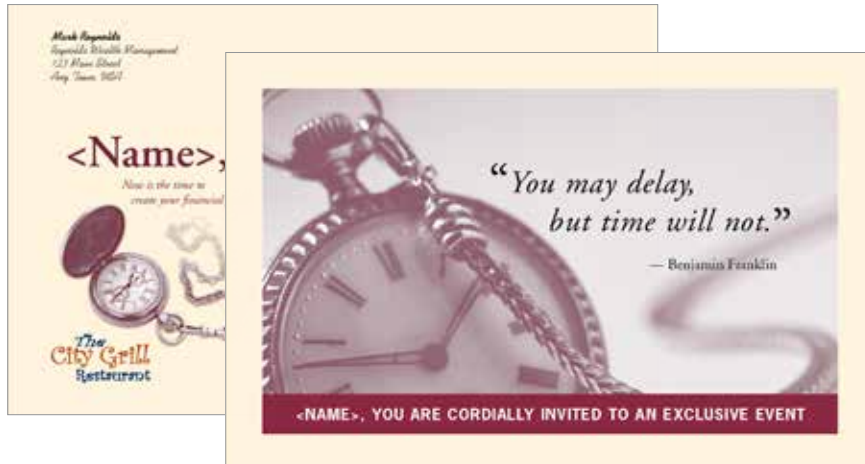 Mark Reynolds
Reynolds Wealth Management
123 Main Street
Any Town, USA
<Name>,
Now is the time to
create your financial
The
City Grill
Restaurant
“You may delay,
but time will not.”
— Benjamin Franklin
<NAME>, YOU ARE CORDIALLY INVITED TO AN EXCLUSIVE EVENT